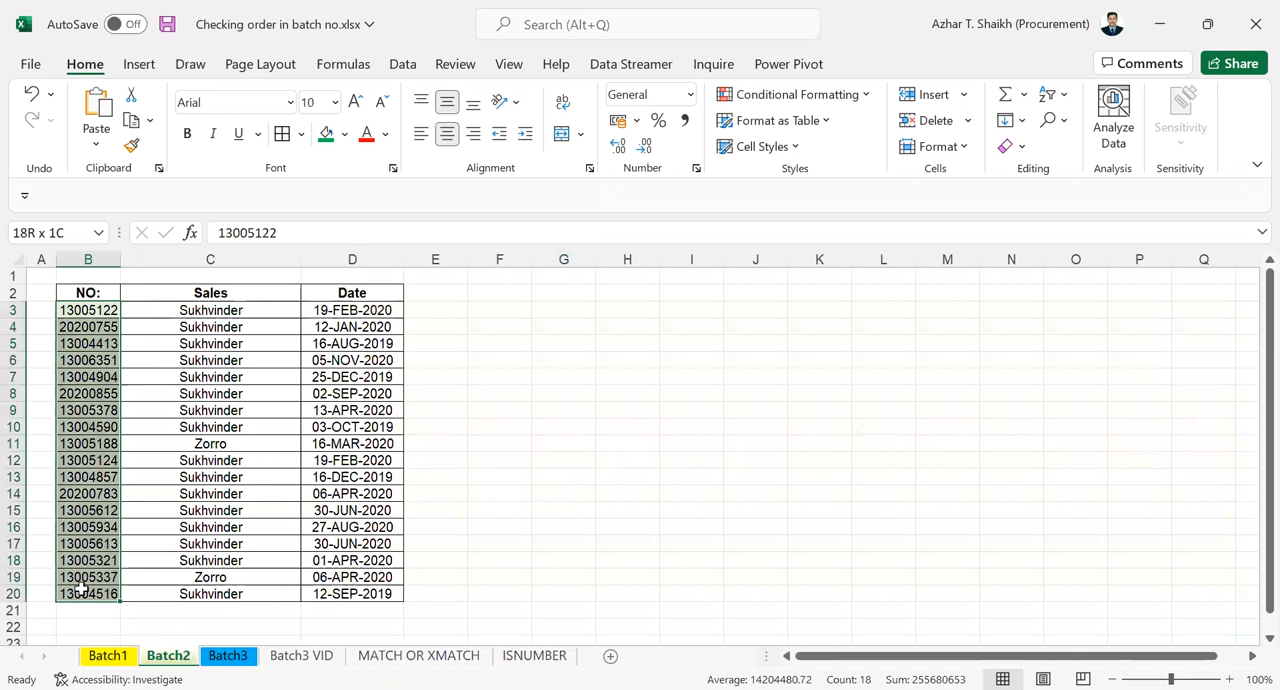 AutoSave Off Checking order in batch no.xlsx Search (Alt+Q) Azhar T. Shaikh (Procurement)
File Home Insert Draw Page Layout Formulas Data Review View Help Data Streamer Inquire Power Pivot Comments Share
Arial 10 General Conditional Formatting Insert
Paste B I U Format as Table Delete Analyze Data Sensitivity
Cell Styles Format
Undo Clipboard Font Alignment Number Styles Cells Editing Analysis Sensitivity
18R x 1C fx 13005122
A B C D E F G H I J K L M N O P Q
1
2 NO: Sales Date
3 13005122 Sukhvinder 19-FEB-2020
4 20200755 Sukhvinder 12-JAN-2020
5 13004413 Sukhvinder 16-AUG-2019
6 13006351 Sukhvinder 05-NOV-2020
7 13004904 Sukhvinder 25-DEC-2019
8 20200855 Sukhvinder 02-SEP-2020
9 13005378 Sukhvinder 13-APR-2020
10 13004590 Sukhvinder 03-OCT-2019
11 13005188 Zorro 16-MAR-2020
12 13005124 Sukhvinder 19-FEB-2020
13 13004857 Sukhvinder 16-DEC-2019
14 20200783 Sukhvinder 06-APR-2020
15 13005612 Sukhvinder 30-JUN-2020
16 13005934 Sukhvinder 27-AUG-2020
17 13005613 Sukhvinder 30-JUN-2020
18 13005321 Sukhvinder 01-APR-2020
19 13005337 Zorro 06-APR-2020
20 13004516 Sukhvinder 12-SEP-2019
21
22
23
Batch1 Batch2 Batch3 Batch3 VID MATCH OR XMATCH ISNUMBER
Ready Accessibility: Investigate Average: 14204480.72 Count: 18 Sum: 255680653 100%